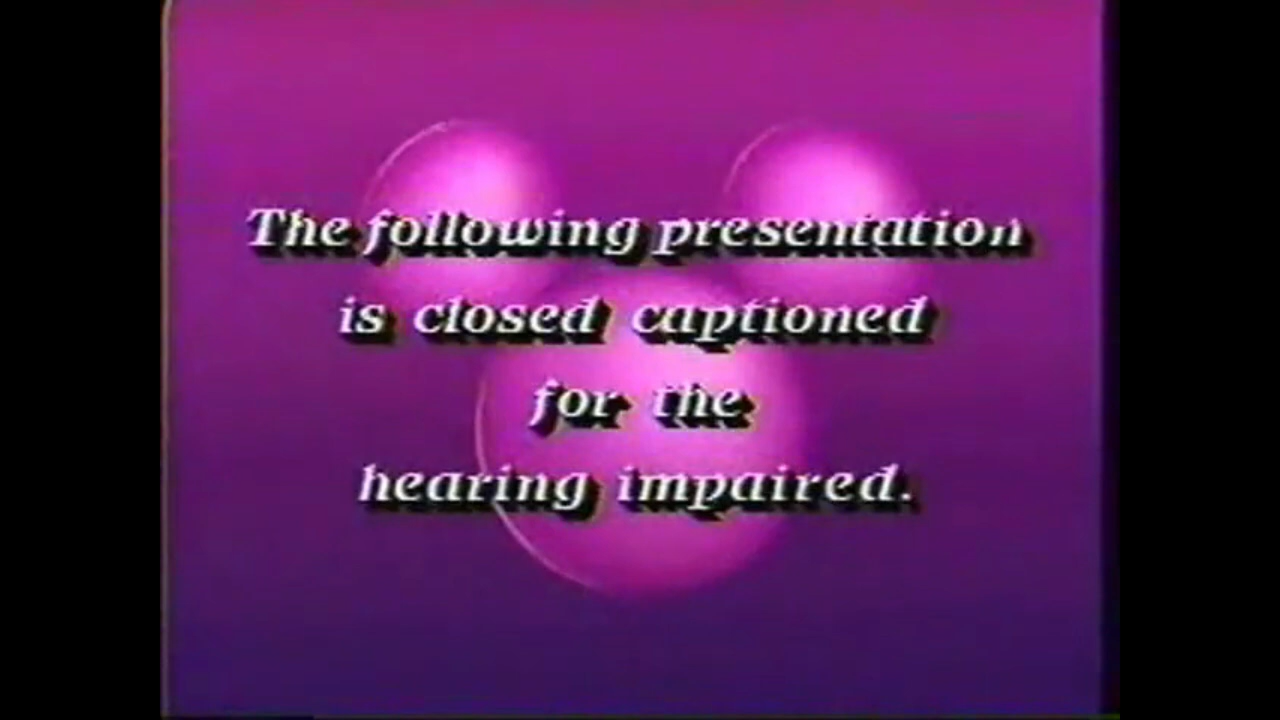 The following presentation
is closed captioned
for the
hearing impaired.